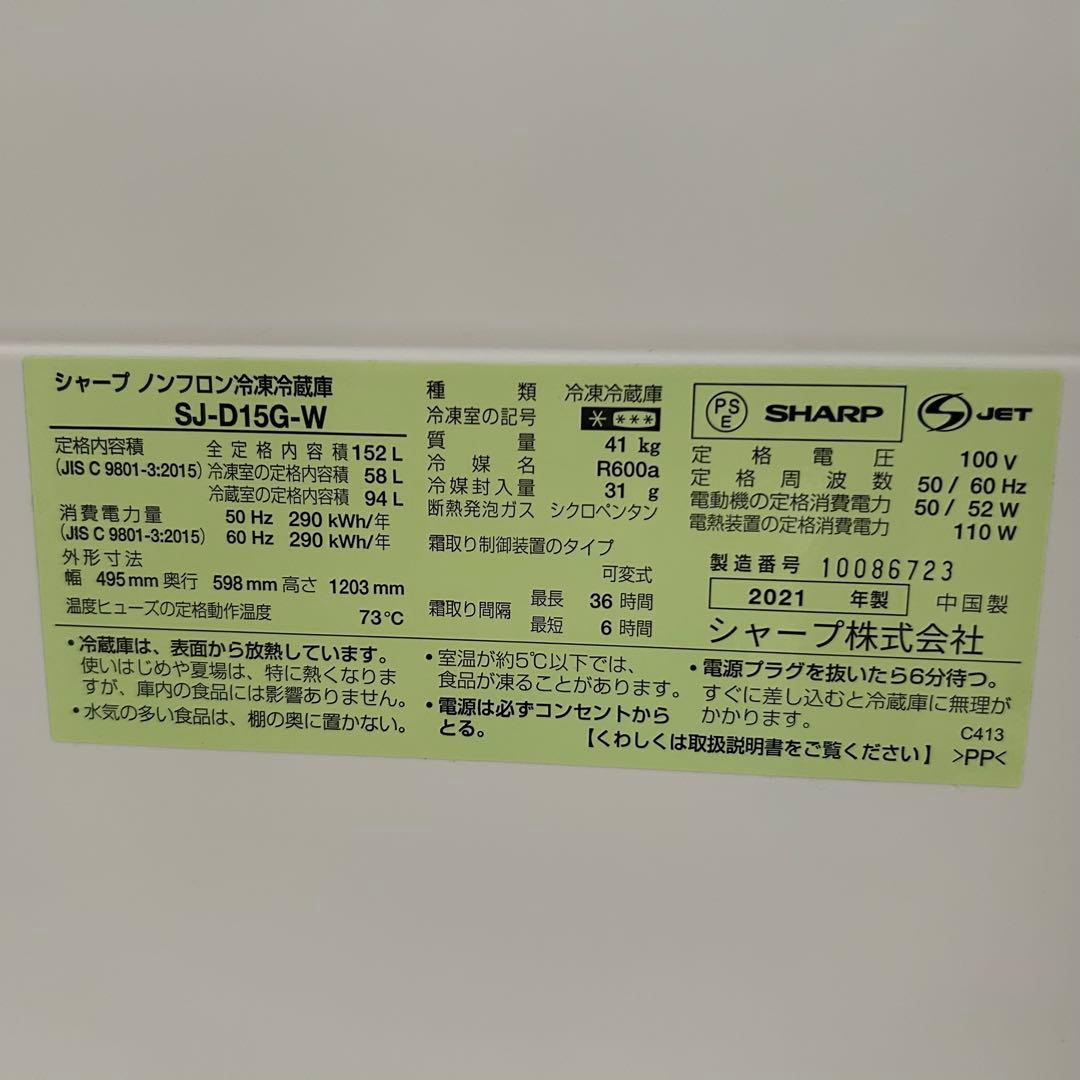 シャープ ノンフロン冷凍冷蔵庫
SJ-D15G-W
定格内容積 全定格内容積 152 L
(JIS C 9801-3:2015) 冷凍室の定格内容積 58 L
冷蔵室の定格内容積 94 L
消費電力量 50 Hz 290 kWh/年
(JIS C 9801-3:2015) 60 Hz 290 kWh/年
外形寸法
幅 495 mm 奥行 598 mm 高さ 1203 mm
温度ヒューズの定格動作温度 73℃
種類 冷凍冷蔵庫
冷凍室の記号 * ***
質量 41 kg
冷媒名 R600a
冷媒封入量 31 g
断熱発泡ガス シクロペンタン
霜取り制御装置のタイプ
可変式
霜取り間隔 最長 36 時間
最短 6 時間
PSE SHARP S JET
定格電圧 100 V
定格周波数 50 / 60 Hz
電動機の定格消費電力 50 / 52 W
電熱装置の定格消費電力 110 W
製造番号 10086723
2021 年製 中国製
シャープ株式会社
・冷蔵庫は、表面から放熱しています。
使いはじめや夏場は、特に熱くなりま
すが、庫内の食品には影響ありません。
・水気の多い食品は、棚の奥に置かない。
・室温が約5℃以下では、
食品が凍ることがあります。
・電源は必ずコンセントから
とる。
・電源プラグを抜いたら6分待つ。
すぐに差し込むと冷蔵庫に無理が
かかります。
C413
【くわしくは取扱説明書をご覧ください】 >PP<